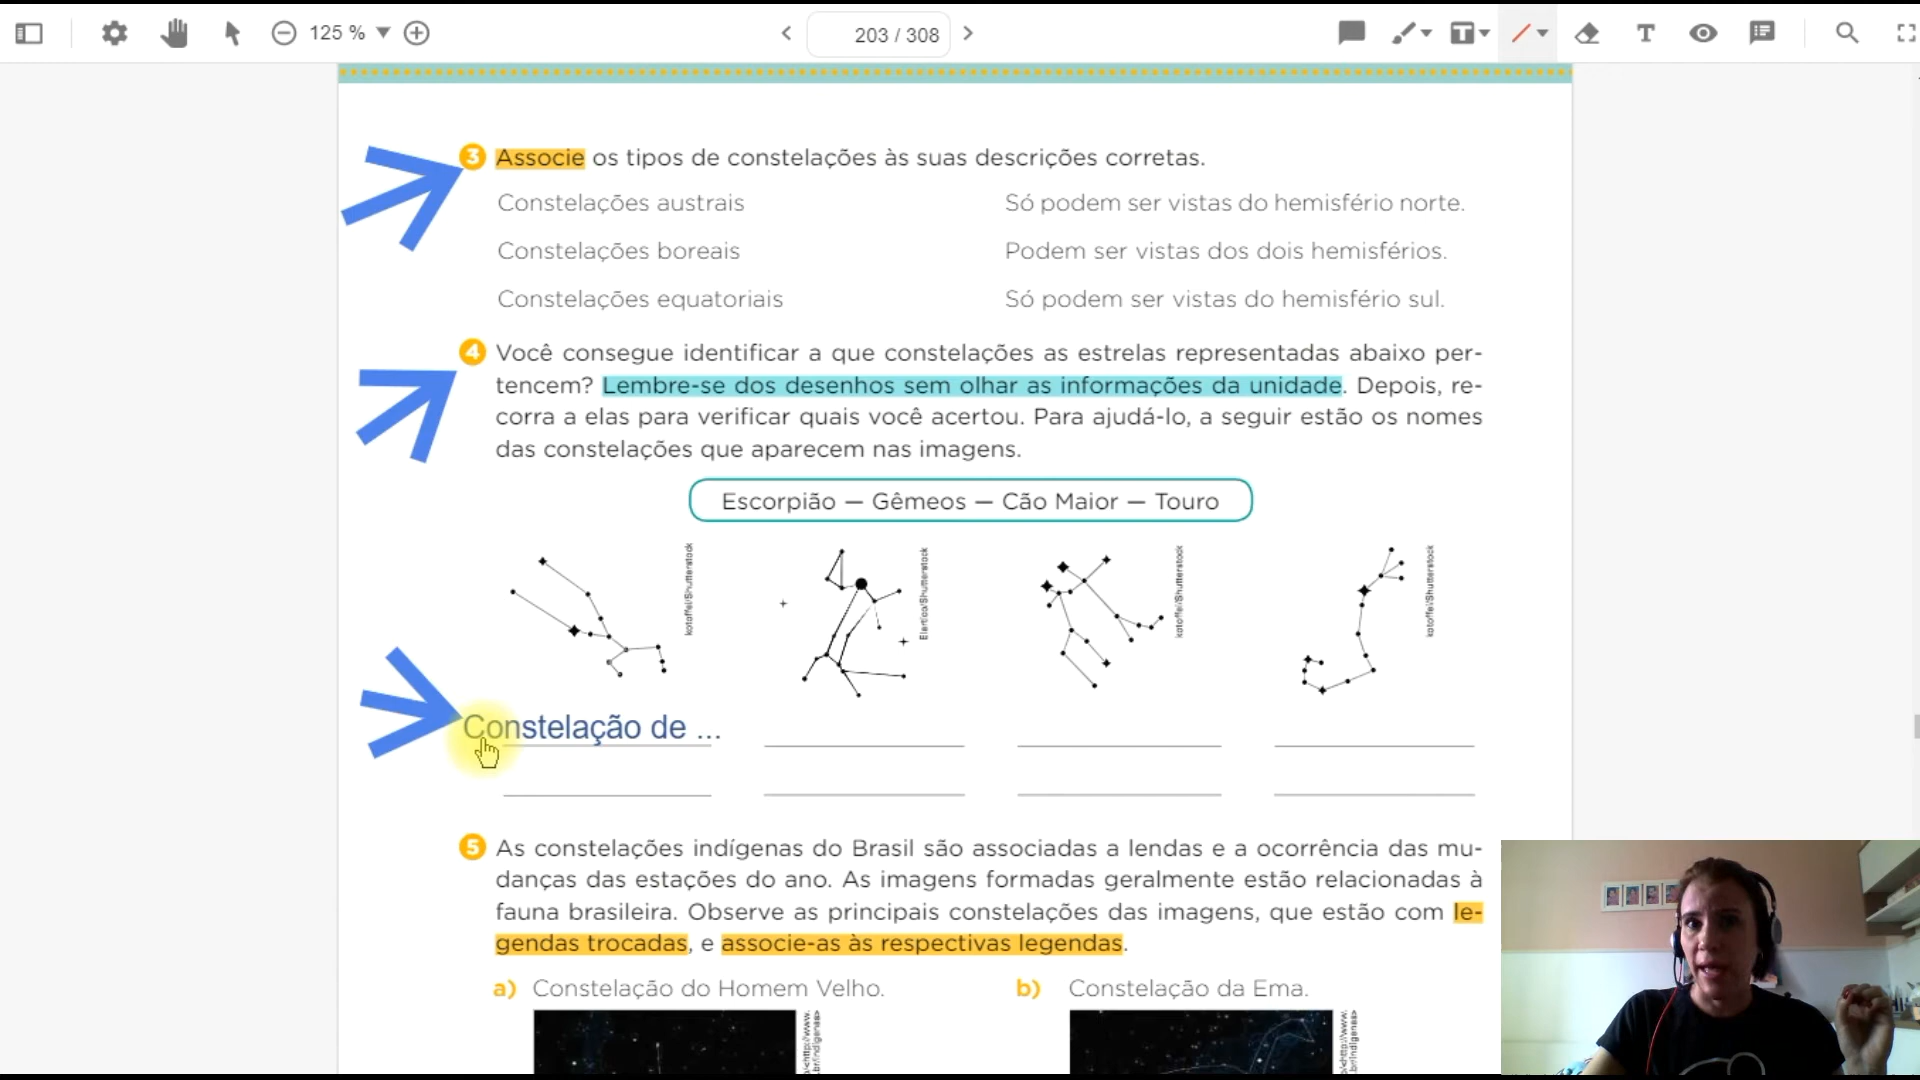 125 %
203 / 308
3 Associe os tipos de constelações às suas descrições corretas.
Constelações austrais
Só podem ser vistas do hemisfério norte.
Constelações boreais
Podem ser vistas dos dois hemisférios.
Constelações equatoriais
Só podem ser vistas do hemisfério sul.
4 Você consegue identificar a que constelações as estrelas representadas abaixo per-
tencem? Lembre-se dos desenhos sem olhar as informações da unidade. Depois, re-
corra a elas para verificar quais você acertou. Para ajudá-lo, a seguir estão os nomes
das constelações que aparecem nas imagens.
Escorpião — Gêmeos — Cão Maior — Touro
kotoffei/Shutterstock
kotoffei/Shutterstock
kotoffei/Shutterstock
Constelação de ...
5 As constelações indígenas do Brasil são associadas a lendas e a ocorrência das mu-
danças das estações do ano. As imagens formadas geralmente estão relacionadas à
fauna brasileira. Observe as principais constelações das imagens, que estão com le-
gendas trocadas, e associe-as às respectivas legendas.
a) Constelação do Homem Velho.
b) Constelação da Ema.